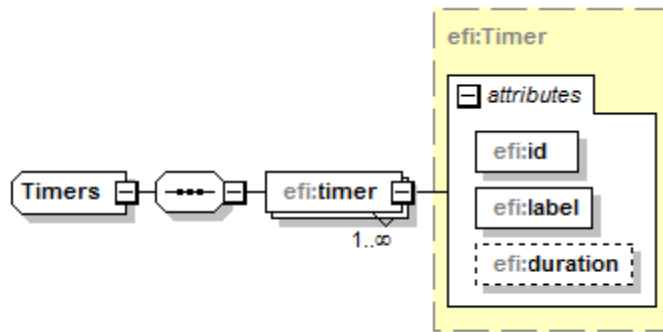 efi:Timer
attributes
efi:id
Timers
efi:timer
efi:label
1..∞
efi:duration